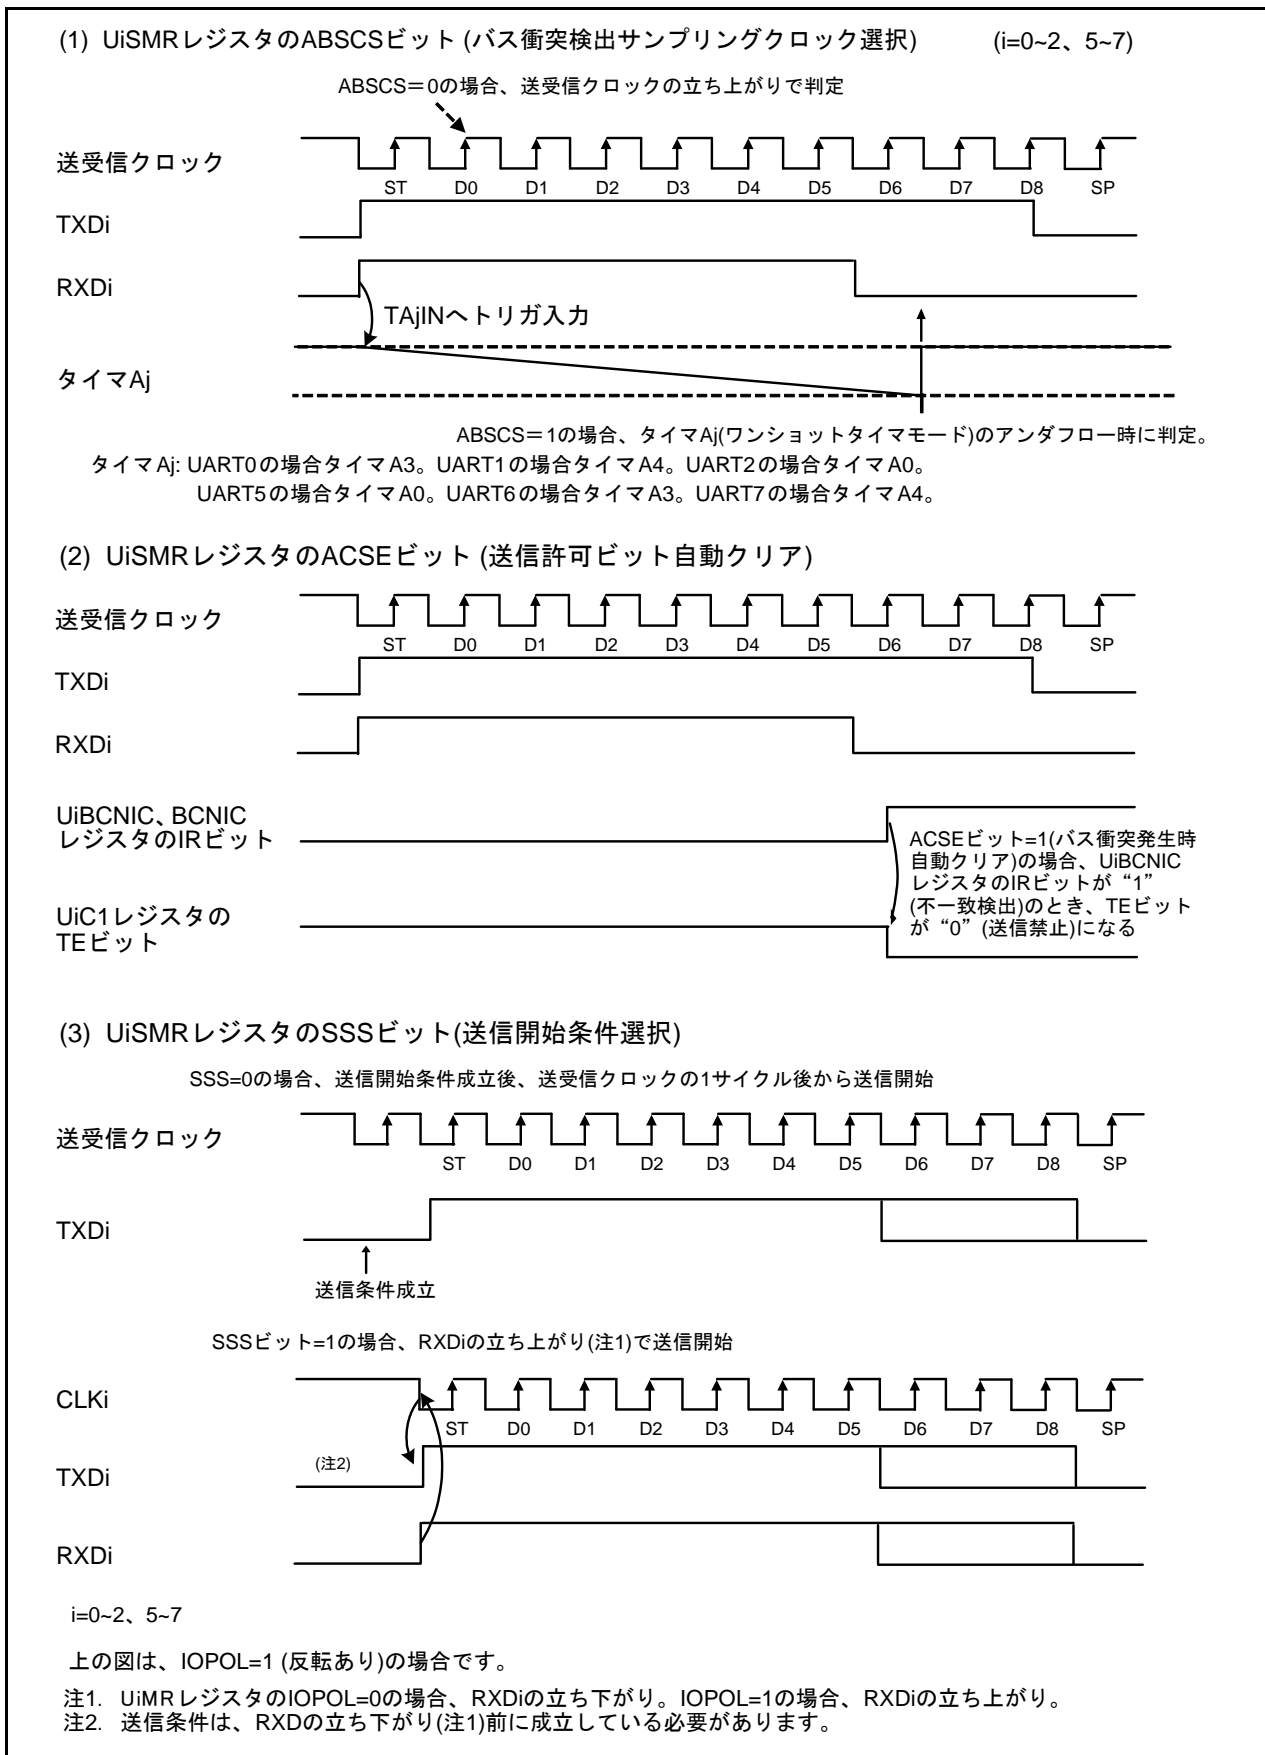 (1) UiSMRレジスタのABSCSビット (バス衝突検出サンプリングクロック選択) (i=0~2、5~7)
ABSCS＝0の場合、送受信クロックの立ち上がりで判定
送受信クロック
ST D0 D1 D2 D3 D4 D5 D6 D7 D8 SP
TXDi
RXDi
TAjINへトリガ入力
タイマAj
ABSCS＝1の場合、タイマAj(ワンショットタイマモード)のアンダフロー時に判定。
タイマAj: UART0の場合タイマA3。UART1の場合タイマA4。UART2の場合タイマA0。
UART5の場合タイマA0。UART6の場合タイマA3。UART7の場合タイマA4。
(2) UiSMRレジスタのACSEビット (送信許可ビット自動クリア)
送受信クロック
ST D0 D1 D2 D3 D4 D5 D6 D7 D8 SP
TXDi
RXDi
UiBCNIC、BCNIC
レジスタのIRビット
ACSEビット=1(バス衝突発生時
自動クリア)の場合、UiBCNIC
レジスタのIRビットが“1”
(不一致検出)のとき、TEビット
が“0”(送信禁止)になる
UiC1レジスタの
TEビット
(3) UiSMRレジスタのSSSビット(送信開始条件選択)
SSS=0の場合、送信開始条件成立後、送受信クロックの1サイクル後から送信開始
送受信クロック
ST D0 D1 D2 D3 D4 D5 D6 D7 D8 SP
TXDi
送信条件成立
SSSビット=1の場合、RXDiの立ち上がり(注1)で送信開始
CLKi
ST D0 D1 D2 D3 D4 D5 D6 D7 D8 SP
(注2)
TXDi
RXDi
i=0~2、5~7
上の図は、IOPOL=1 (反転あり)の場合です。
注1. UiMRレジスタのIOPOL=0の場合、RXDiの立ち下がり。IOPOL=1の場合、RXDiの立ち上がり。
注2. 送信条件は、RXDの立ち下がり(注1)前に成立している必要があります。